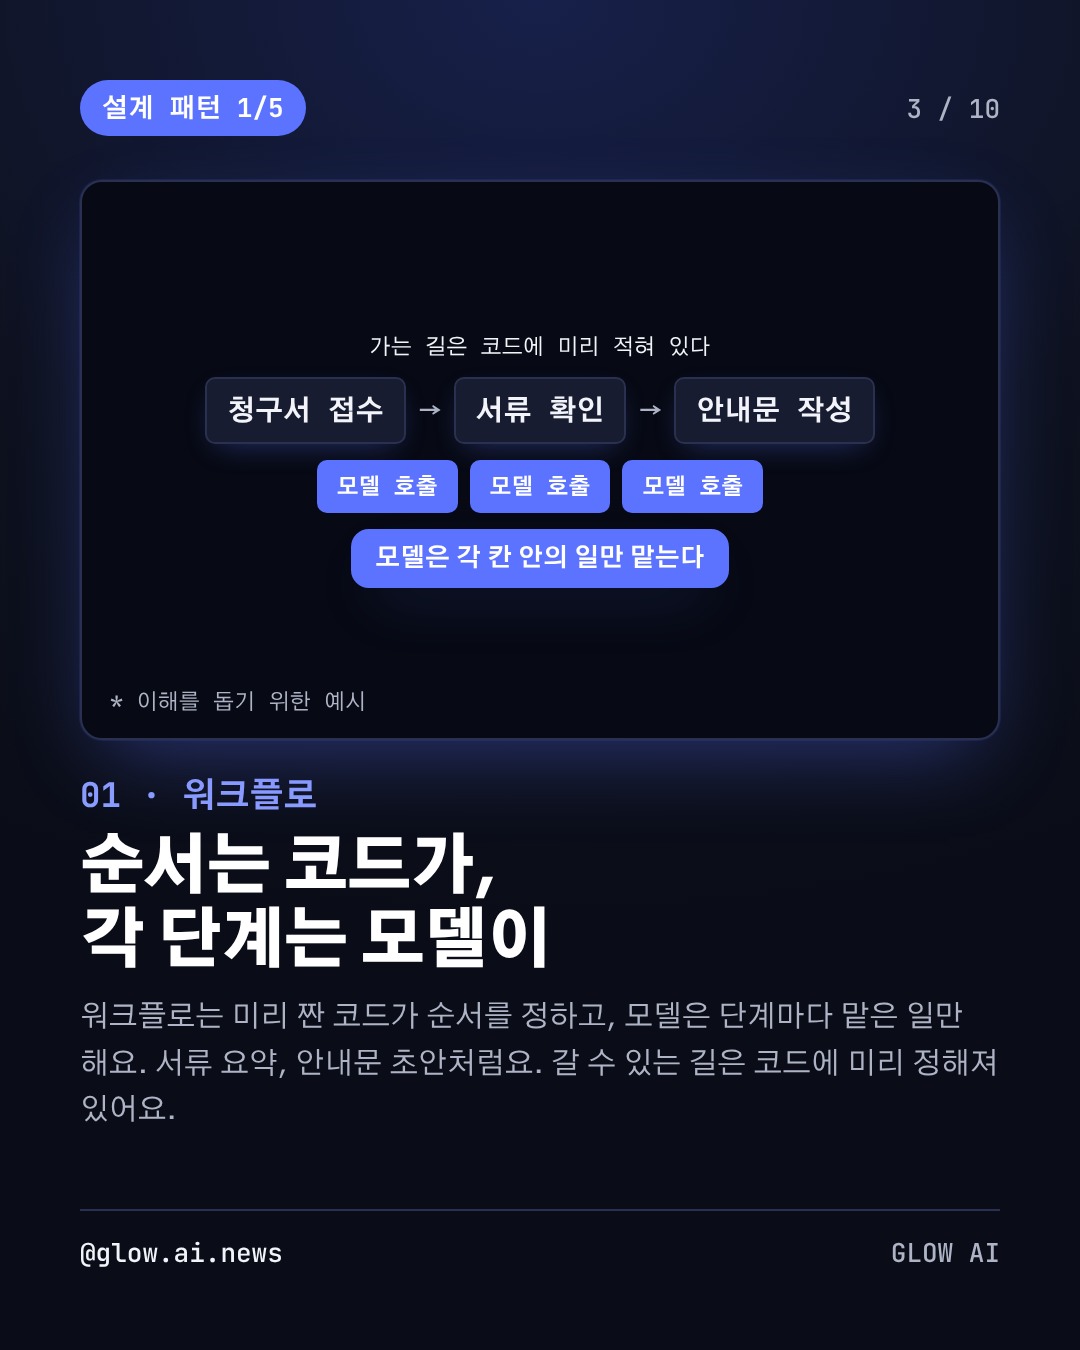 설계 패턴 1/5
3 / 10
가는 길은 코드에 미리 적혀 있다
청구서 접수 → 서류 확인 → 안내문 작성
모델 호출 모델 호출 모델 호출
모델은 각 칸 안의 일만 맡는다
* 이해를 돕기 위한 예시
01 · 워크플로
순서는 코드가,
각 단계는 모델이
워크플로는 미리 짠 코드가 순서를 정하고, 모델은 단계마다 맡은 일만
해요. 서류 요약, 안내문 초안처럼요. 갈 수 있는 길은 코드에 미리 정해져
있어요.
@glow.ai.news
GLOW AI